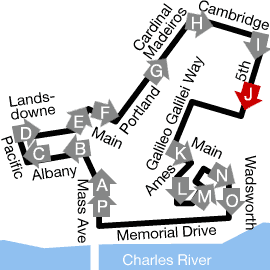 Cambridge
Cardinal
Medeiros
H
I
5th
J
Galileo Galilei Way
G
Portland
Lands-
downe
F
E
Main
D
C
B
Pacific
Albany
K
Main
Ames
L
M
N
O
Wadsworth
A
P
Mass Ave
Memorial Drive
Charles River